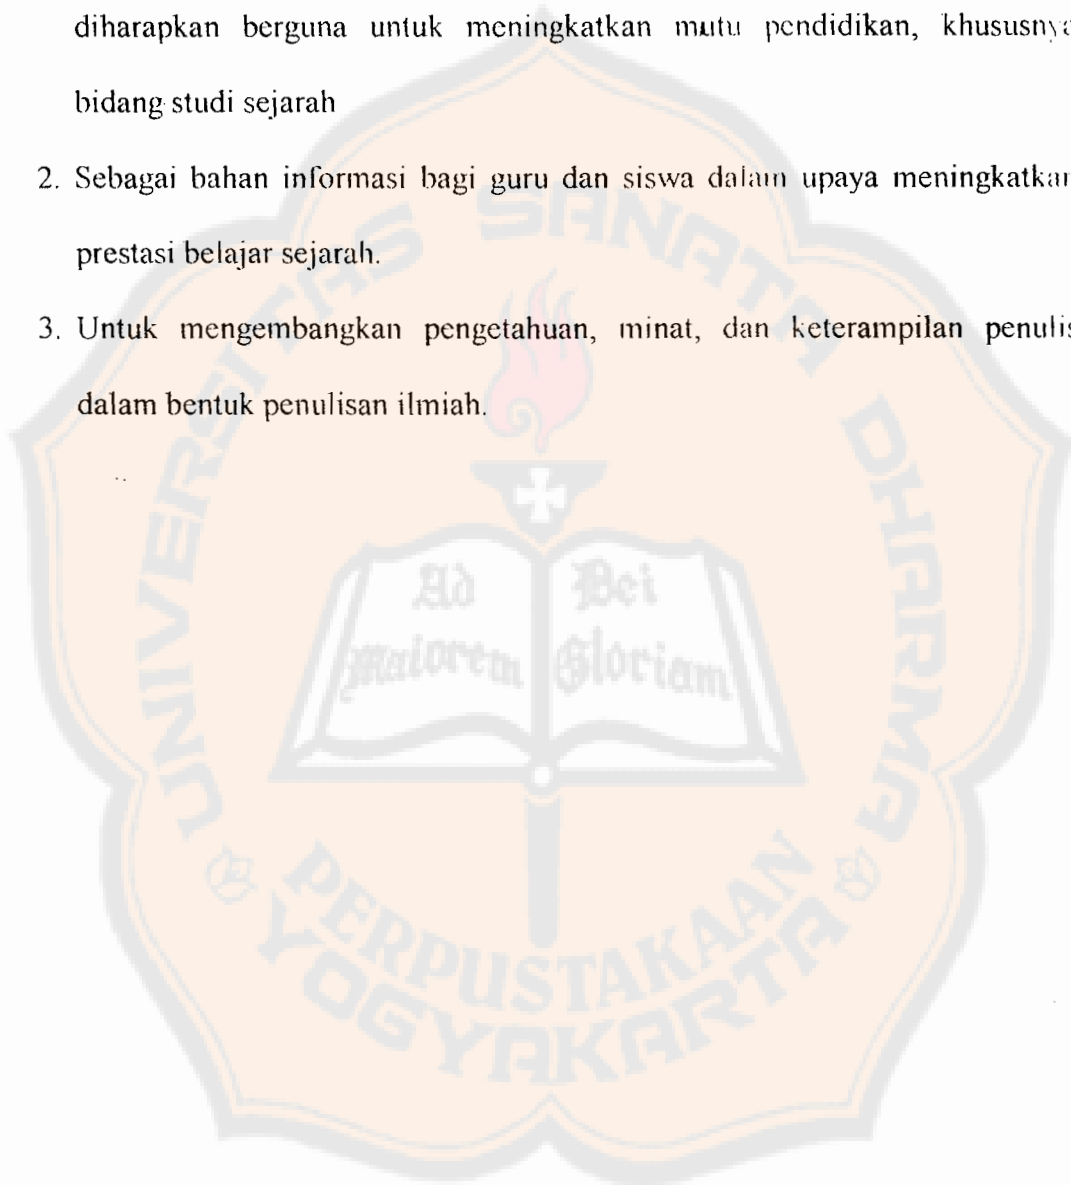 diharapkan berguna untuk meningkatkan mutu pendidikan, khususnya
bidang studi sejarah
2. Sebagai bahan informasi bagi guru dan siswa dalam upaya meningkatkan
prestasi belajar sejarah.
3. Untuk mengembangkan pengetahuan, minat, dan keterampilan penulis
dalam bentuk penulisan ilmiah.
UNIVERSITAS SANATA DHARMA
Ad Dei
Maiorem Gloriam
PERPUSTAKAAN
YOGYAKARTA